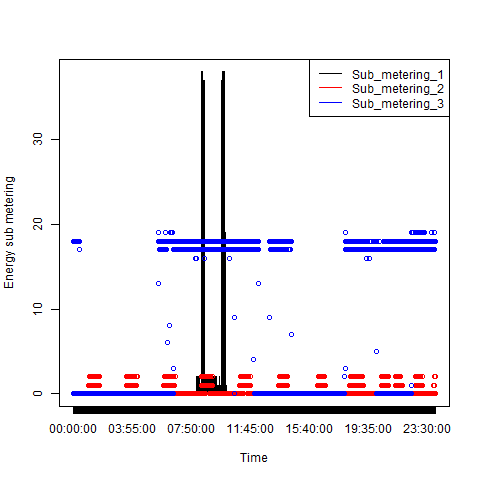 Sub_metering_1
Sub_metering_2
Sub_metering_3
Energy sub metering
30
20
10
0
00:00:00 03:55:00 07:50:00 11:45:00 15:40:00 19:35:00 23:30:00
Time